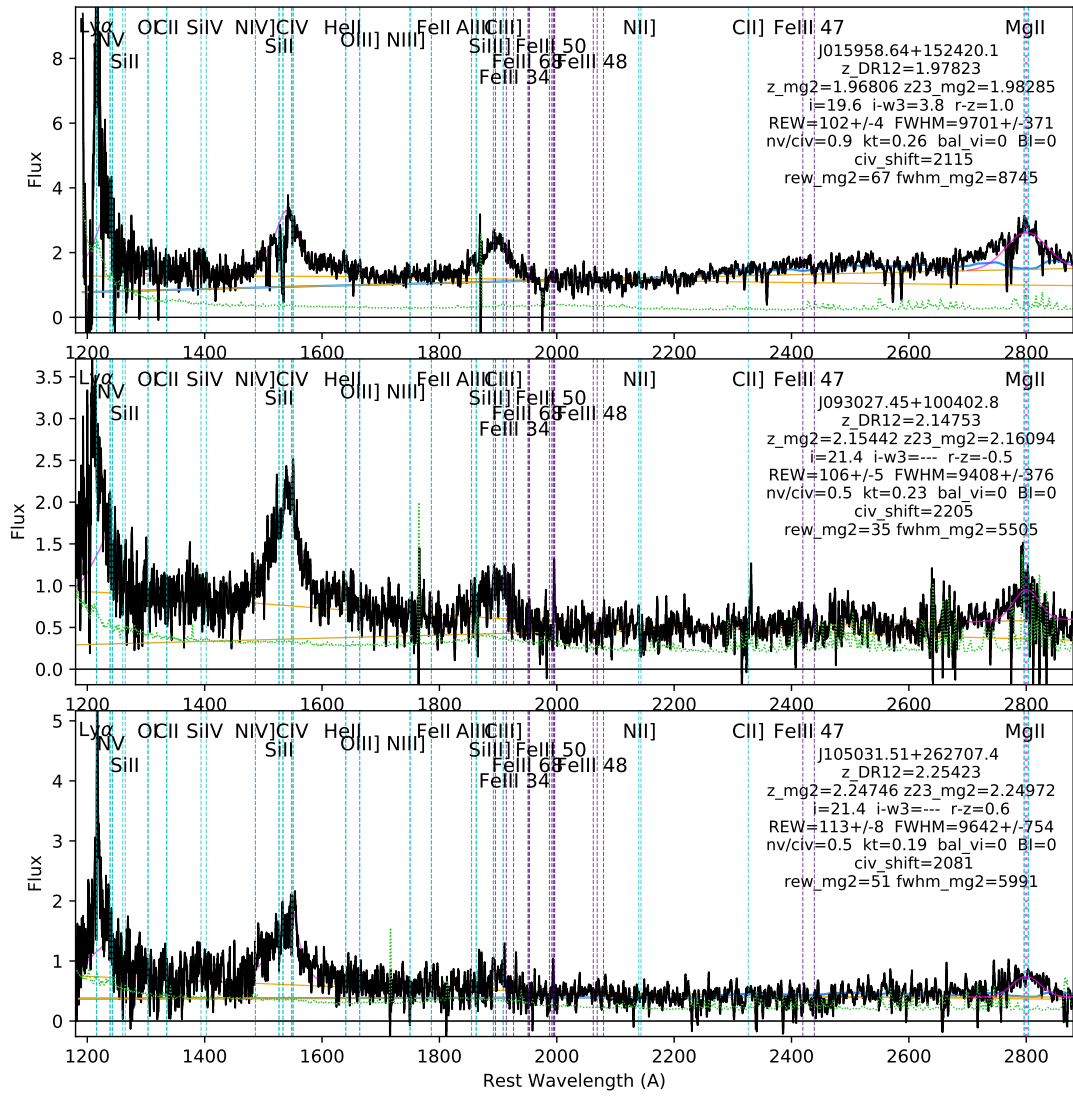 Lyα OI CII SiIV NIV] CIV HeII FeII AlIII CIII] NII] CII] FeIII 47 MgII
NV OIII] NIII]
SiII SiIII] FeIII 50
SiII FeIII 68 FeIII 48
FeIII 34
J015958.64+152420.1
z_DR12=1.97823
z_mg2=1.96806 z23_mg2=1.98285
i=19.6 i-w3=3.8 r-z=1.0
REW=102+/-4 FWHM=9701+/-371
nv/civ=0.9 kt=0.26 bal_vi=0 BI=0
civ_shift=2115
rew_mg2=67 fwhm_mg2=8745
8
6
4
2
0
Flux
1200 1400 1600 1800 2000 2200 2400 2600 2800
Lyα OI CII SiIV NIV] CIV HeII FeII AlIII CIII] NII] CII] FeIII 47 MgII
NV OIII] NIII]
SiII SiIII] FeIII 50
SiII FeIII 68 FeIII 48
FeIII 34
J093027.45+100402.8
z_DR12=2.14753
z_mg2=2.15442 z23_mg2=2.16094
i=21.4 i-w3=--- r-z=-0.5
REW=106+/-5 FWHM=9408+/-376
nv/civ=0.5 kt=0.23 bal_vi=0 BI=0
civ_shift=2205
rew_mg2=35 fwhm_mg2=5505
3.5
3.0
2.5
2.0
1.5
1.0
0.5
0.0
Flux
1200 1400 1600 1800 2000 2200 2400 2600 2800
Lyα OI CII SiIV NIV] CIV HeII FeII AlIII CIII] NII] CII] FeIII 47 MgII
NV OIII] NIII]
SiII SiIII] FeIII 50
SiII FeIII 68 FeIII 48
FeIII 34
J105031.51+262707.4
z_DR12=2.25423
z_mg2=2.24746 z23_mg2=2.24972
i=21.4 i-w3=--- r-z=0.6
REW=113+/-8 FWHM=9642+/-754
nv/civ=0.5 kt=0.19 bal_vi=0 BI=0
civ_shift=2081
rew_mg2=51 fwhm_mg2=5991
5
4
3
2
1
0
Flux
1200 1400 1600 1800 2000 2200 2400 2600 2800
Rest Wavelength (A)